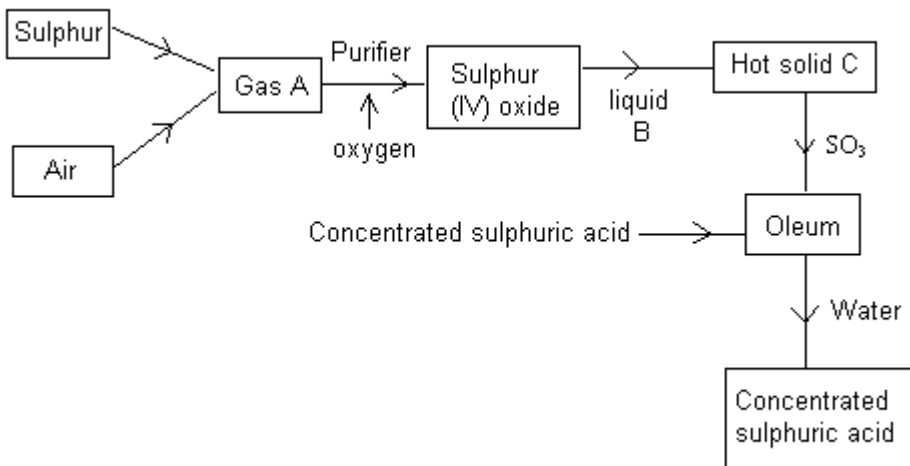 Sulphur
Air
Gas A
Purifier
oxygen
Sulphur
(IV) oxide
liquid
B
Hot solid C
SO₃
Concentrated sulphuric acid
Oleum
Water
Concentrated
sulphuric acid